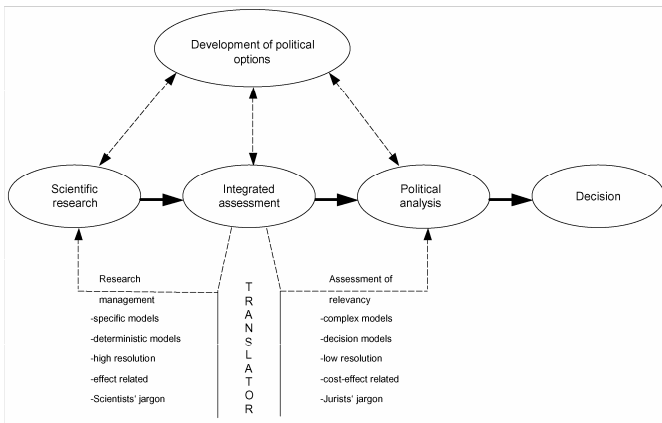 Development of political
options
Scientific
research
Integrated
assessment
Political
analysis
Decision
Research
management
-specific models
-deterministic models
-high resolution
-effect related
-Scientists' jargon
T
R
A
N
S
L
A
T
O
R
Assessment of
relevancy
-complex models
-decision models
-low resolution
-cost-effect related
-Jurists' jargon